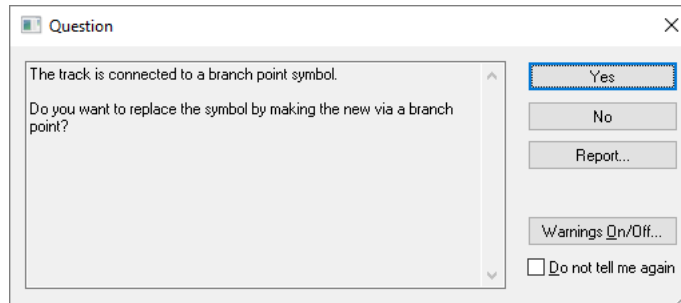 Question
The track is connected to a branch point symbol.
Do you want to replace the symbol by making the new via a branch
point?
Yes
No
Report...
Warnings On/Off...
Do not tell me again